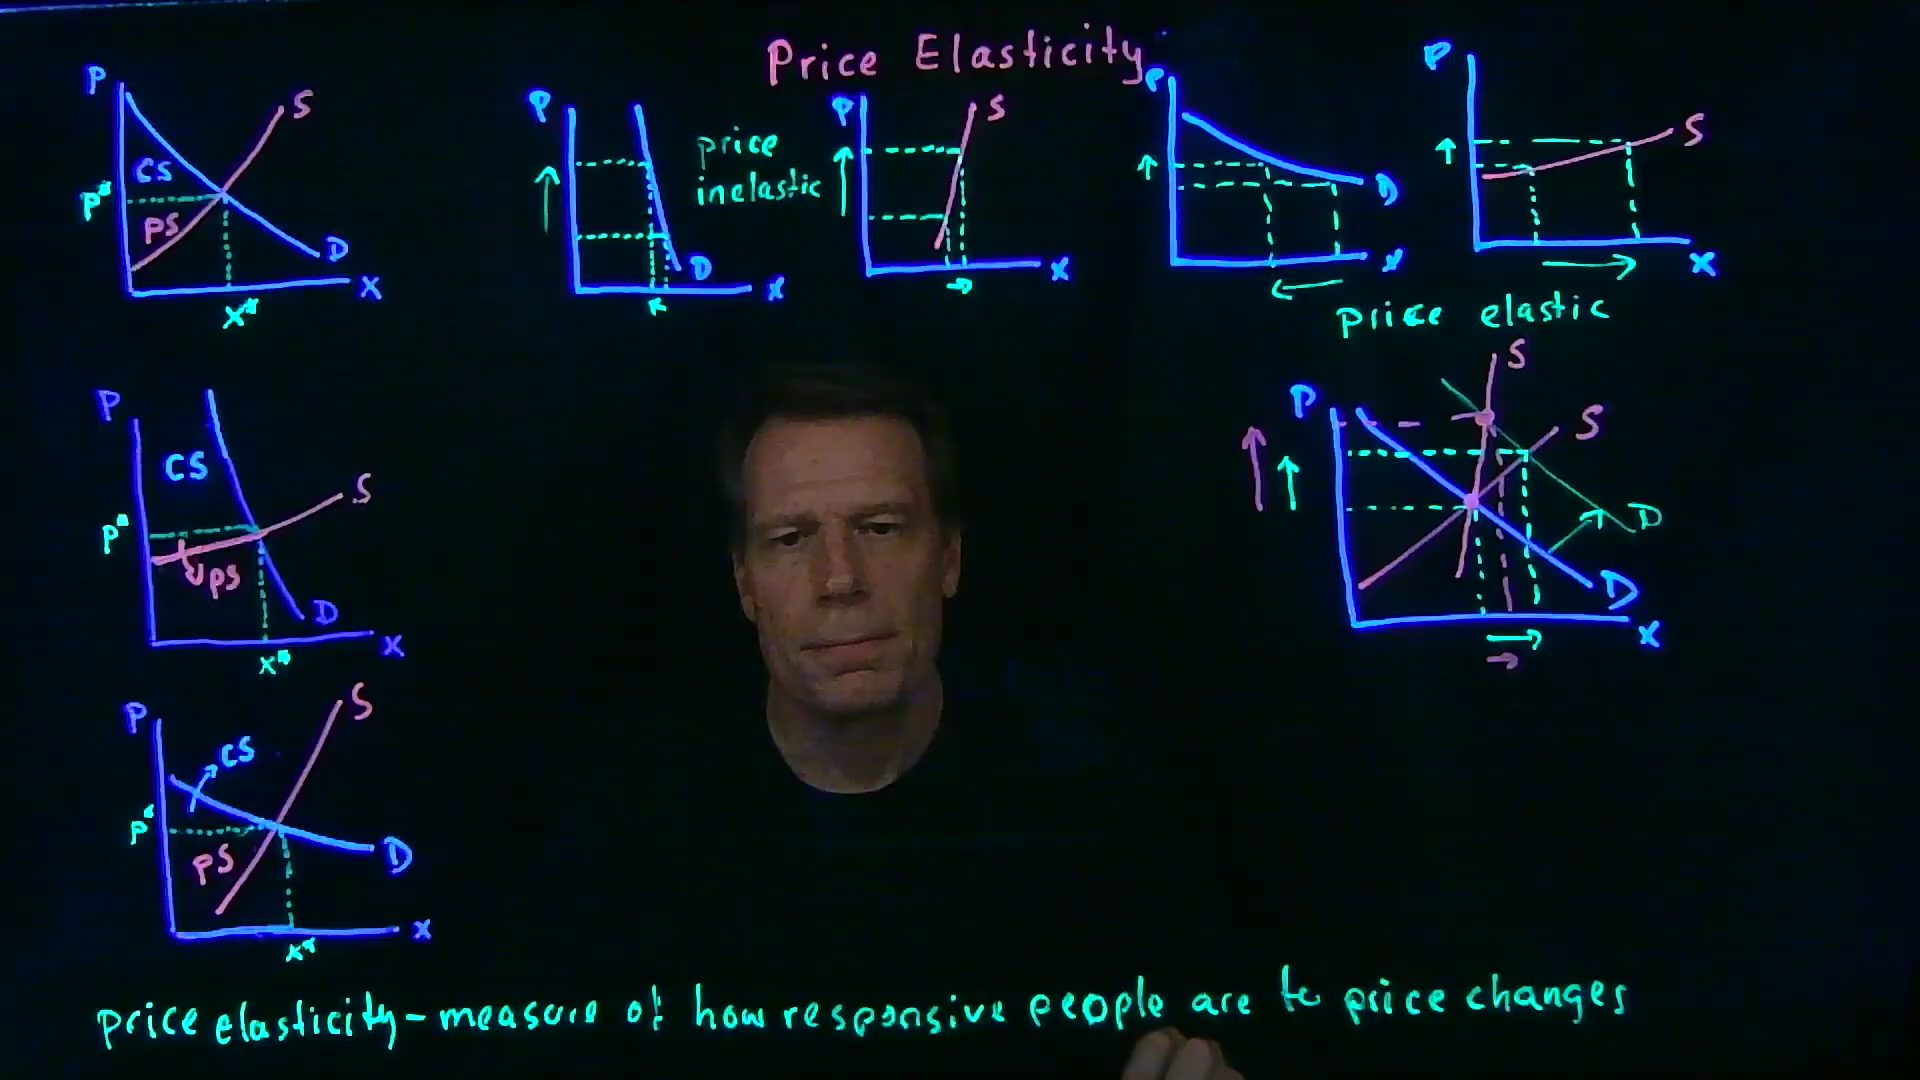 Price Elasticity
P
S
CS
P*
PS
D
X
X*
P
price
inelastic
D
X
P
S
X
P
D
X
P
S
X
price elastic
P
CS
S
P*
PS
D
X
X*
P
S
S
D
D
X
P
S
CS
P*
PS
D
X
X*
price elasticity - measure of how responsive people are to price changes